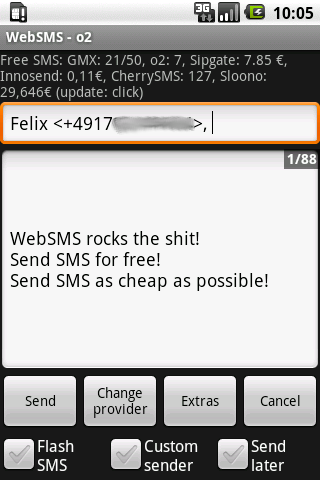 3G
10:05
WebSMS - o2
Free SMS: GMX: 21/50, o2: 7, Sipgate: 7.85 €,
Innosend: 0,11€, CherrySMS: 127, Sloono:
29,646€ (update: click)
Felix <+4917 >,
1/88
WebSMS rocks the shit!
Send SMS for free!
Send SMS as cheap as possible!
Send
Change
provider
Extras
Cancel
Flash
SMS
Custom
sender
Send
later